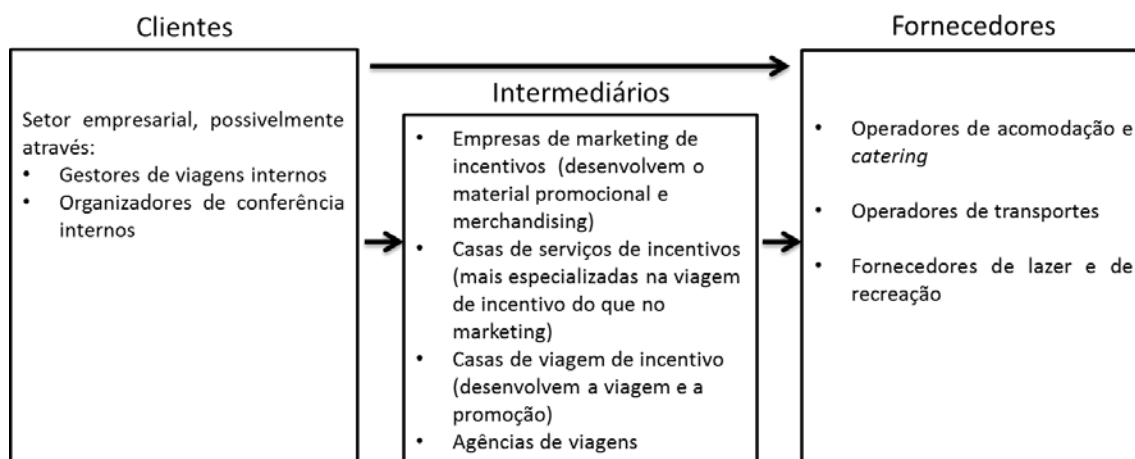 Clientes
Setor empresarial, possivelmente
através:
• Gestores de viagens internos
• Organizadores de conferência
internos
Intermediários
• Empresas de marketing de
incentivos (desenvolvem o
material promocional e
merchandising)
• Casas de serviços de incentivos
(mais especializadas na viagem
de incentivo do que no
marketing)
• Casas de viagem de incentivo
(desenvolvem a viagem e a
promoção)
• Agências de viagens
Fornecedores
• Operadores de acomodação e
catering
• Operadores de transportes
• Fornecedores de lazer e de
recreação